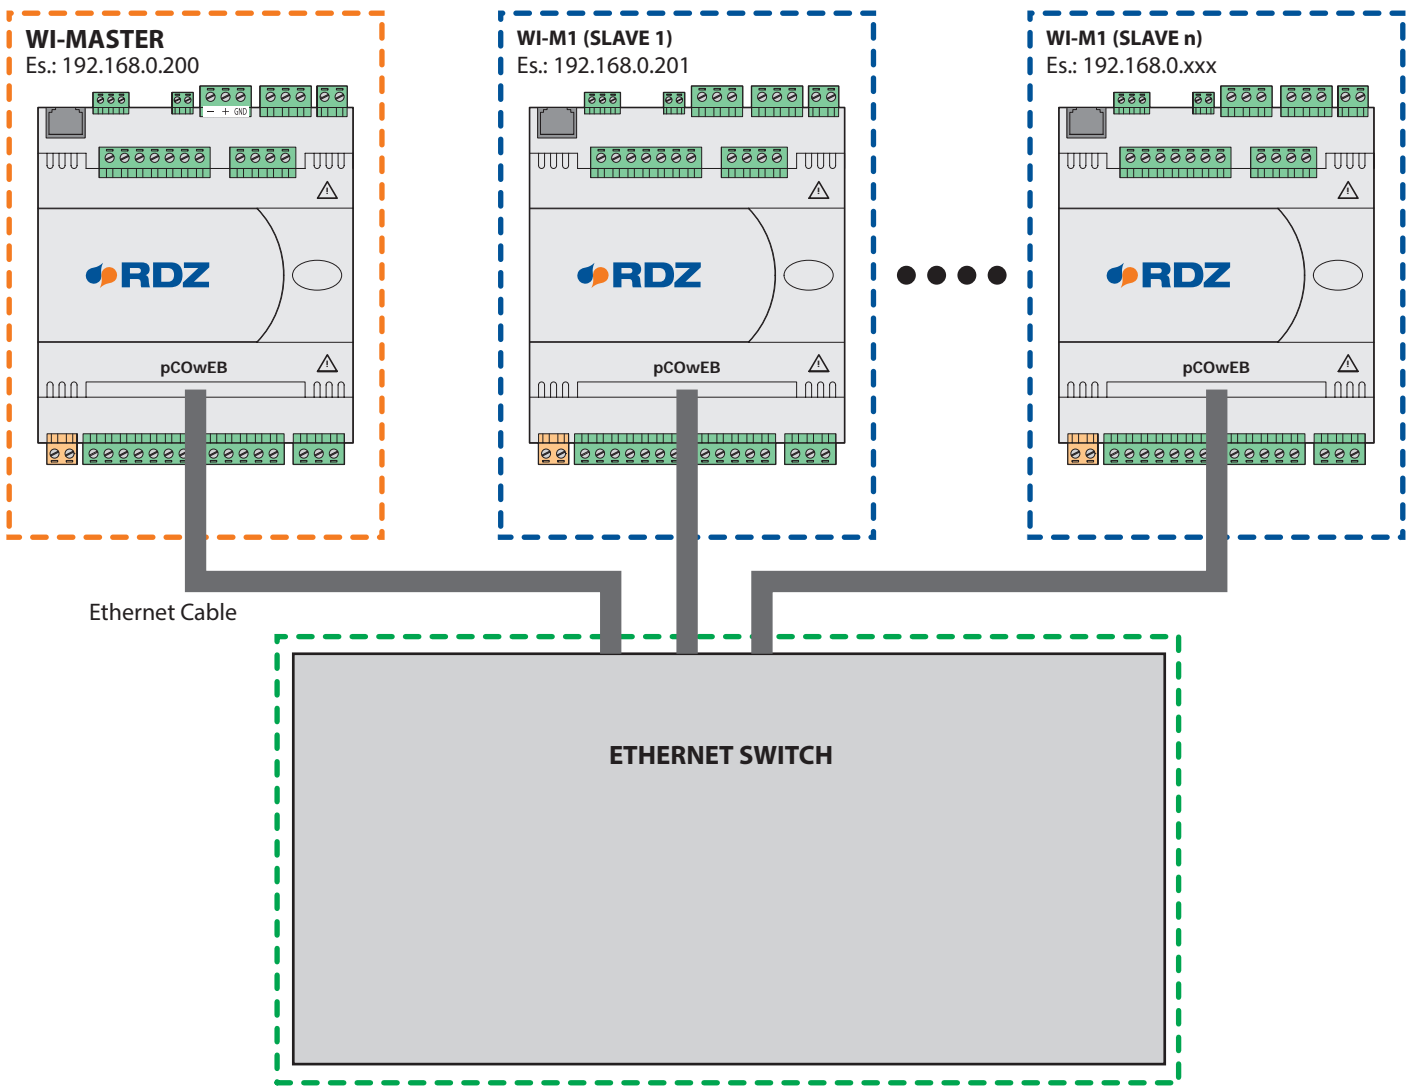 WI-MASTER
Es.: 192.168.0.200
- + GND
RDZ
pCOwEB
WI-M1 (SLAVE 1)
Es.: 192.168.0.201
RDZ
pCOwEB
WI-M1 (SLAVE n)
Es.: 192.168.0.xxx
RDZ
pCOwEB
Ethernet Cable
ETHERNET SWITCH